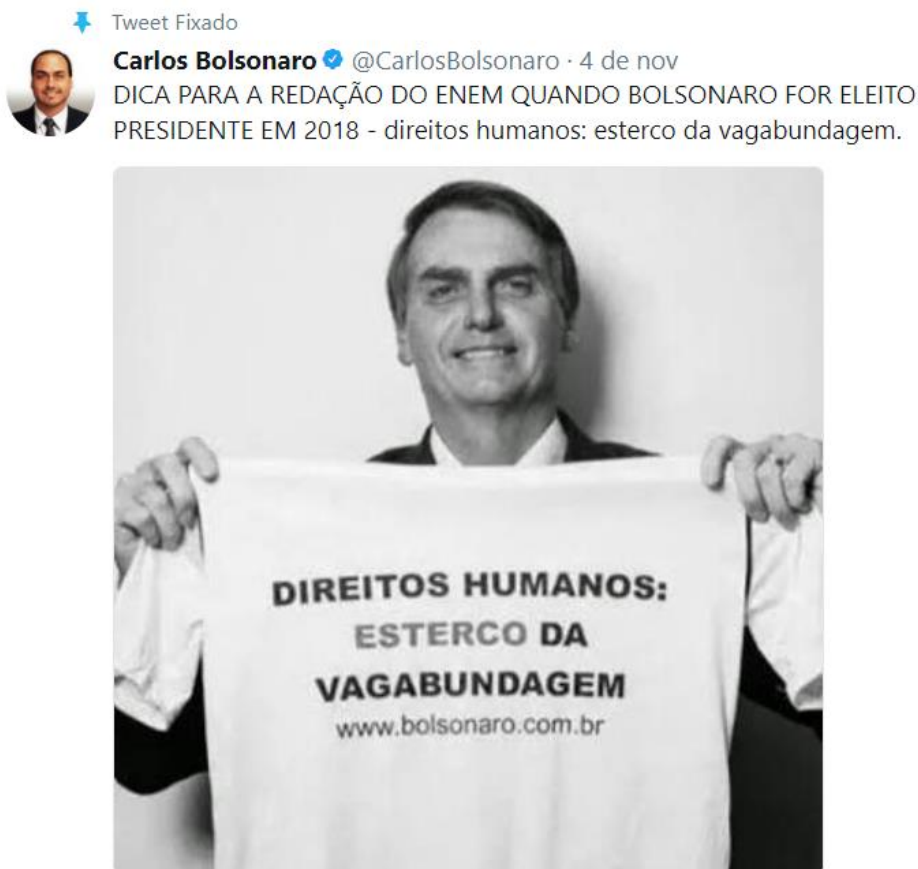 Tweet Fixado
Carlos Bolsonaro @CarlosBolsonaro · 4 de nov
DICA PARA A REDAÇÃO DO ENEM QUANDO BOLSONARO FOR ELEITO
PRESIDENTE EM 2018 - direitos humanos: esterco da vagabundagem.
DIREITOS HUMANOS:
ESTERCO DA
VAGABUNDAGEM
www.bolsonaro.com.br